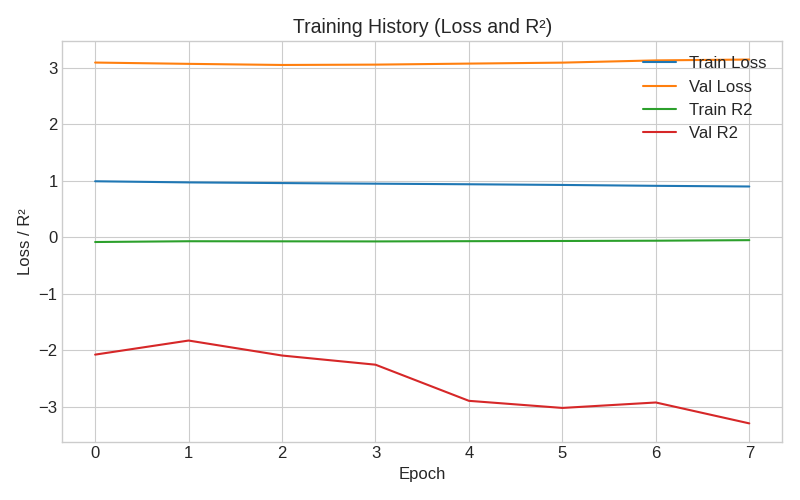 Training History (Loss and R²)
Train Loss
Val Loss
Train R2
Val R2
Loss / R²
3
2
1
0
−1
−2
−3
0 1 2 3 4 5 6 7
Epoch